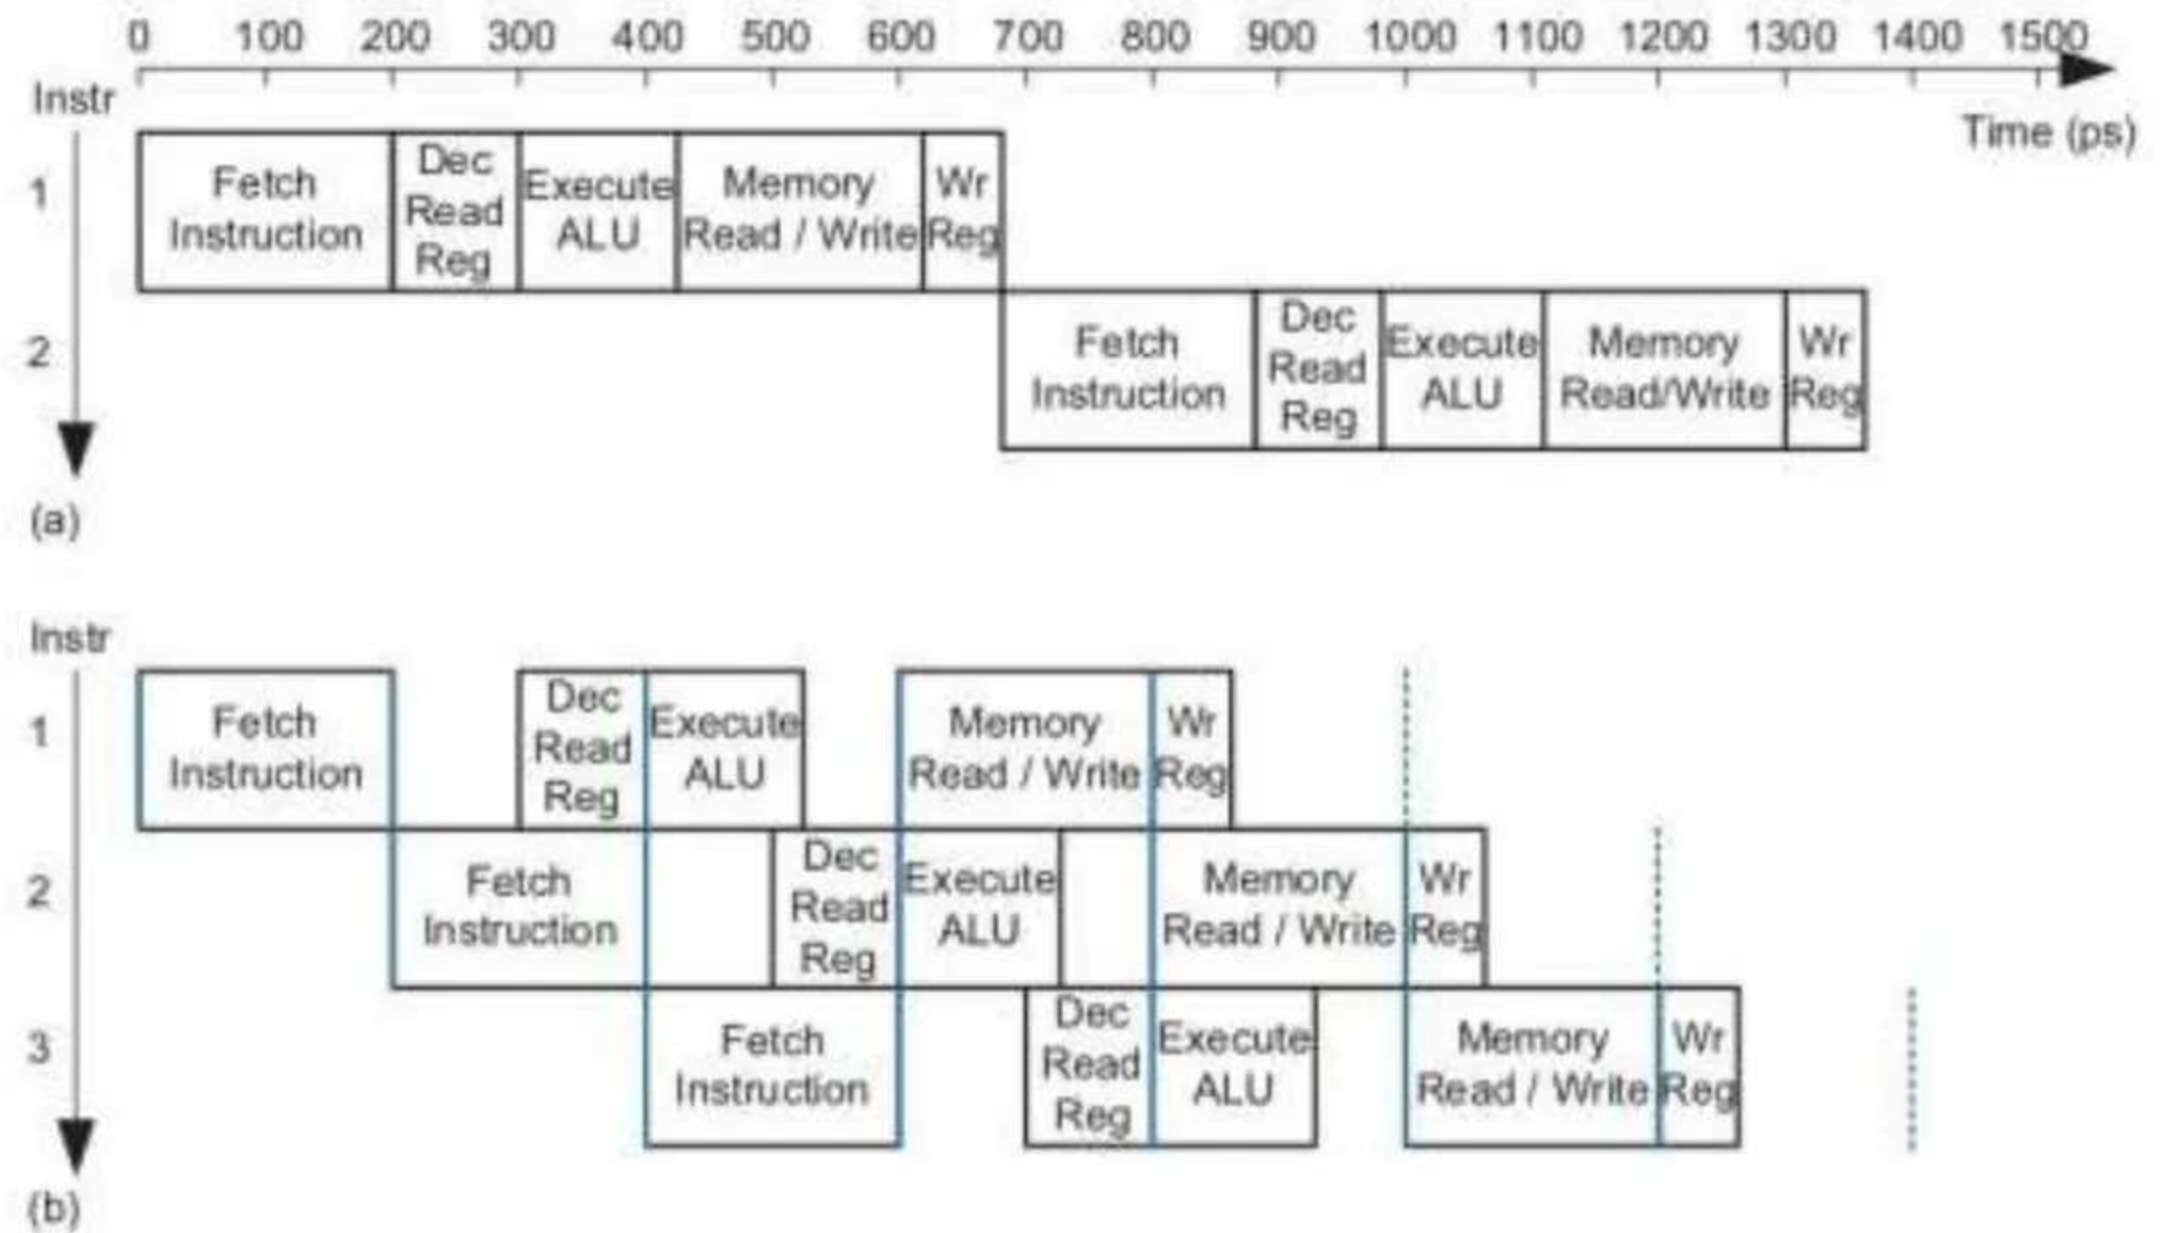 0 100 200 300 400 500 600 700 800 900 1000 1100 1200 1300 1400 1500
Instr
Time (ps)
1
Fetch
Instruction
Dec
Read
Reg
Execute
ALU
Memory
Read / Write
Wr
Reg
2
Fetch
Instruction
Dec
Read
Reg
Execute
ALU
Memory
Read/Write
Wr
Reg
(a)
Instr
1
Fetch
Instruction
Dec
Read
Reg
Execute
ALU
Memory
Read / Write
Wr
Reg
2
Fetch
Instruction
Dec
Read
Reg
Execute
ALU
Memory
Read / Write
Wr
Reg
3
Fetch
Instruction
Dec
Read
Reg
Execute
ALU
Memory
Read / Write
Wr
Reg
(b)